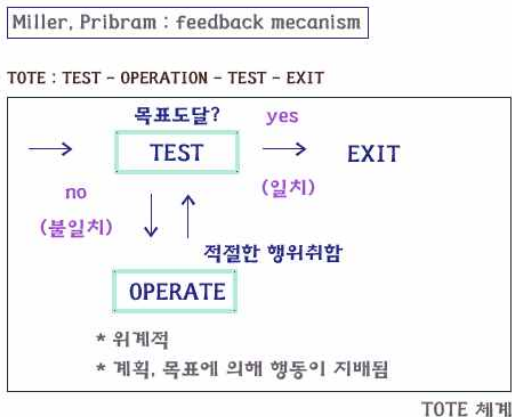 Miller, Pribram : feedback mecanism
TOTE : TEST - OPERATION - TEST - EXIT
목표도달? yes
TEST EXIT
no (일치)
(불일치)
적절한 행위취함
OPERATE
* 위계적
* 계획, 목표에 의해 행동이 지배됨
TOTE 체계